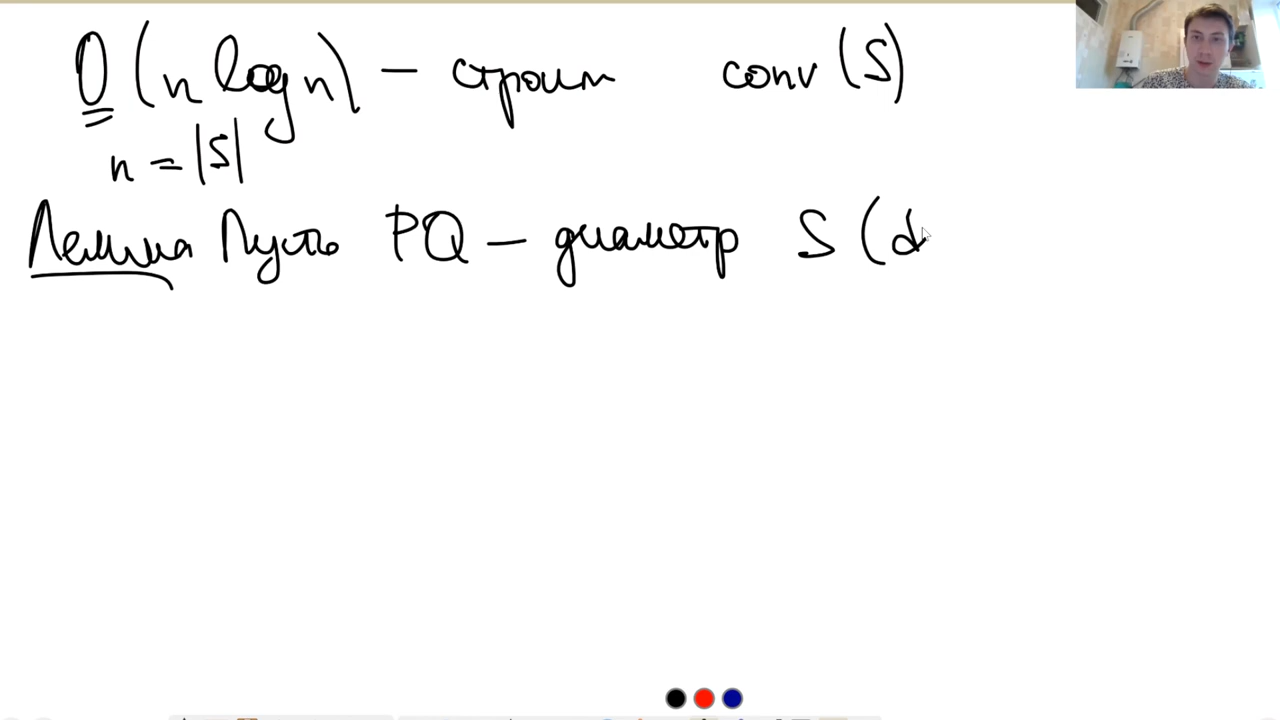 O(n log n) – строим conv(S)
n = |S|
Лемма Пусть PQ – диаметр S (d